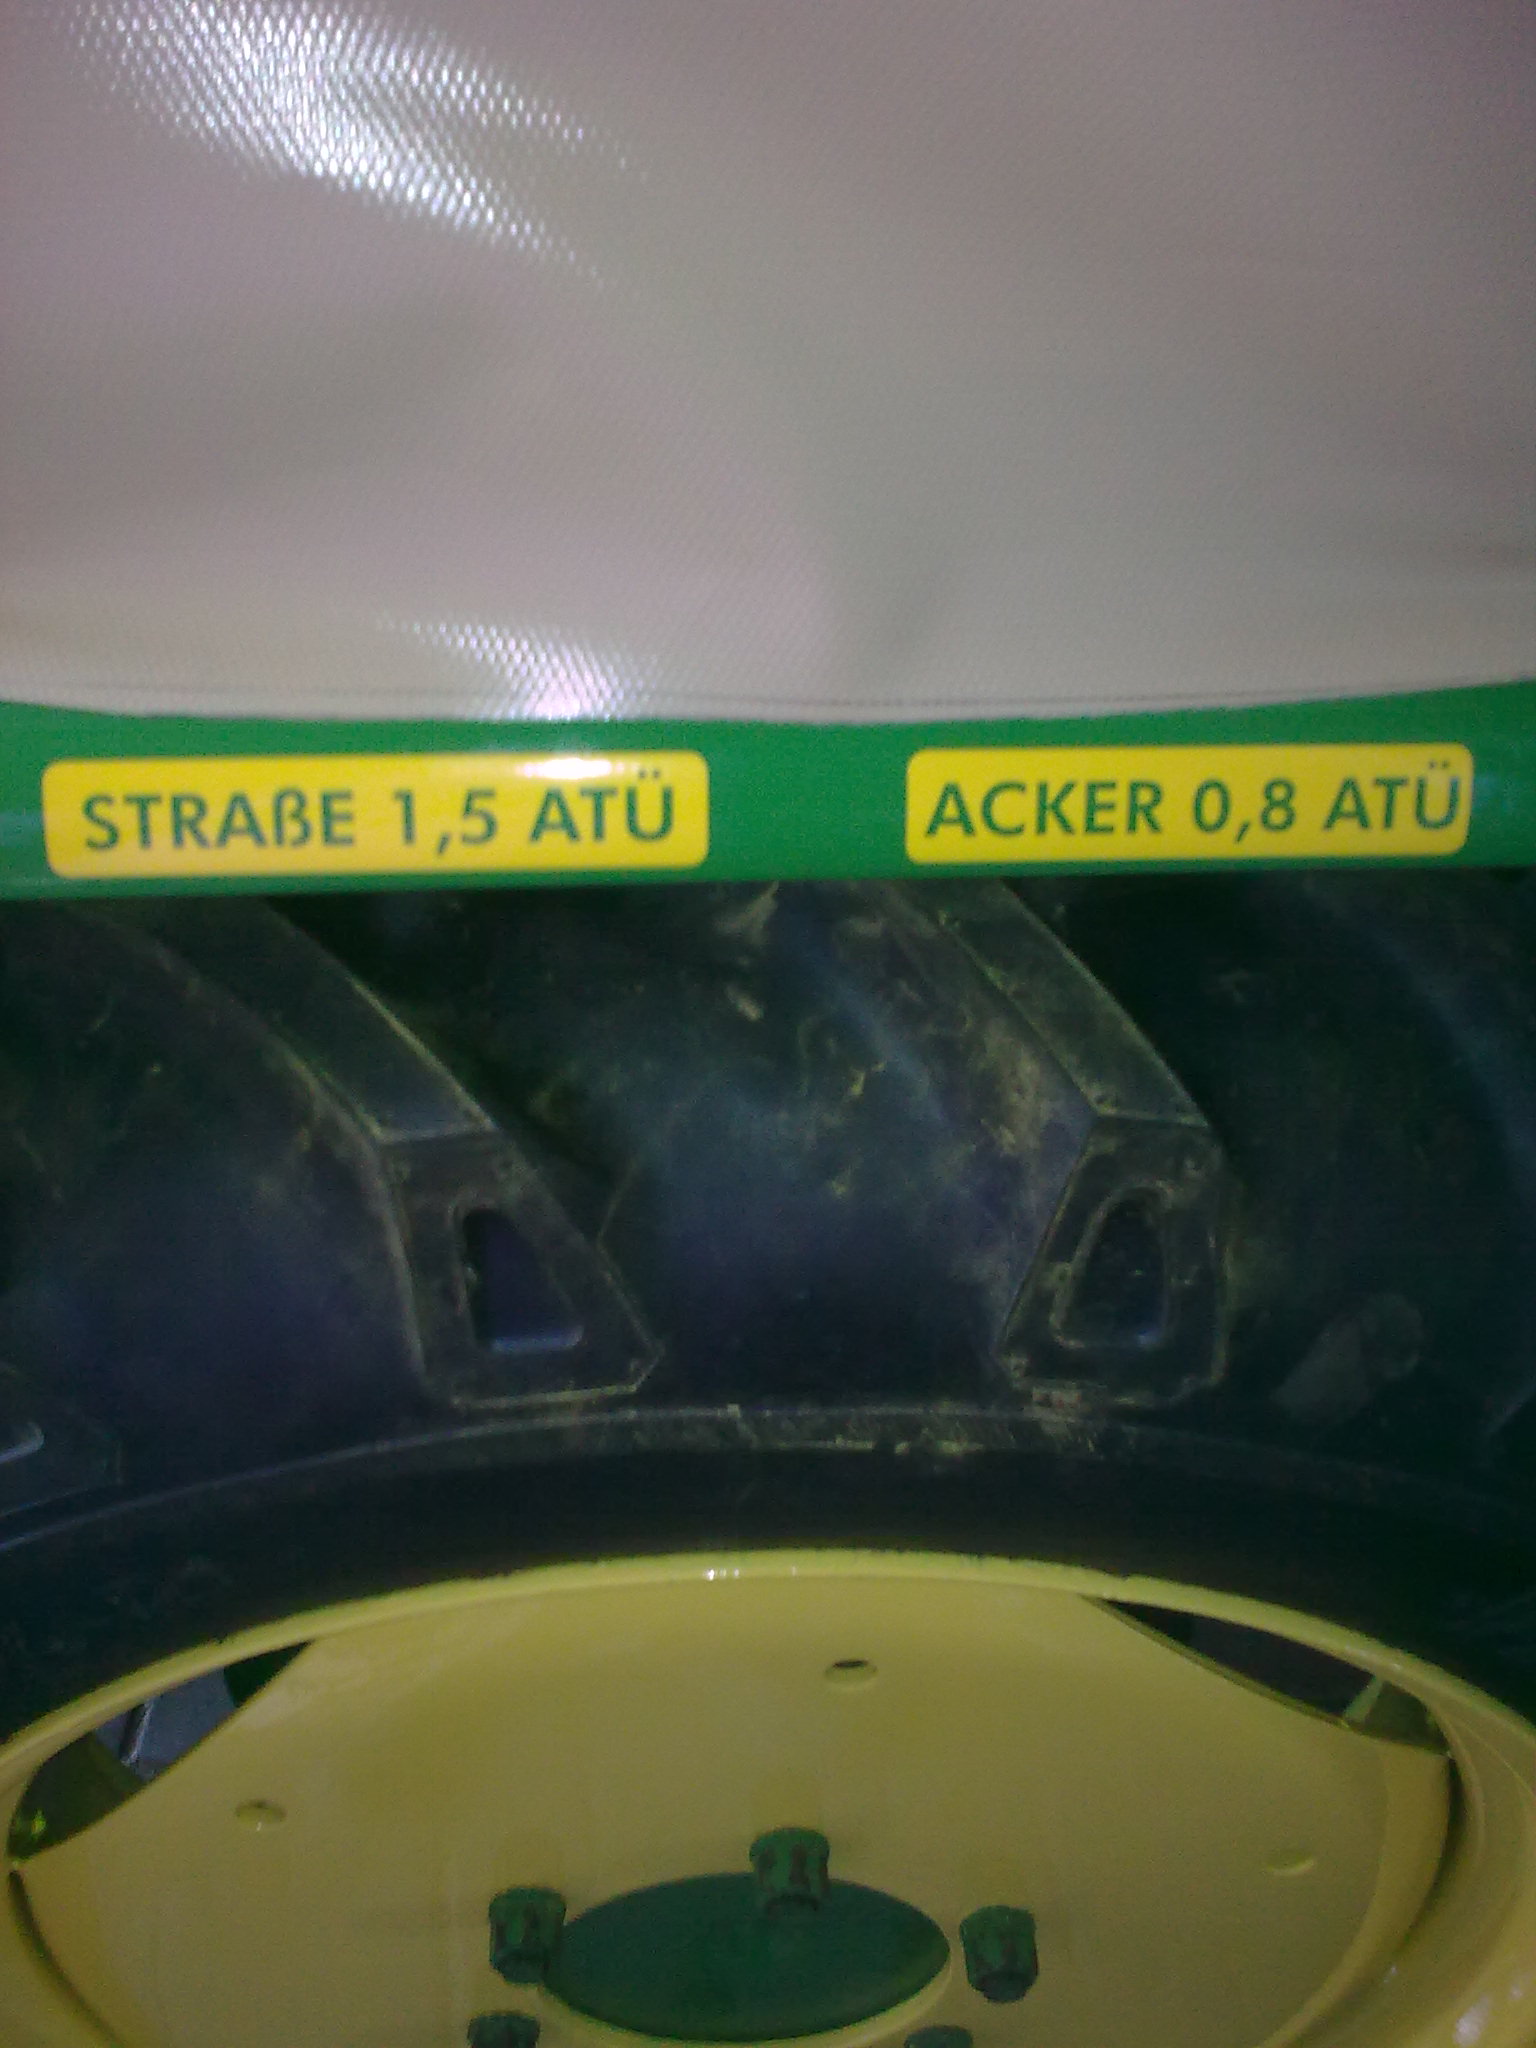 STRAßE 1,5 ATÜ
ACKER 0,8 ATÜ